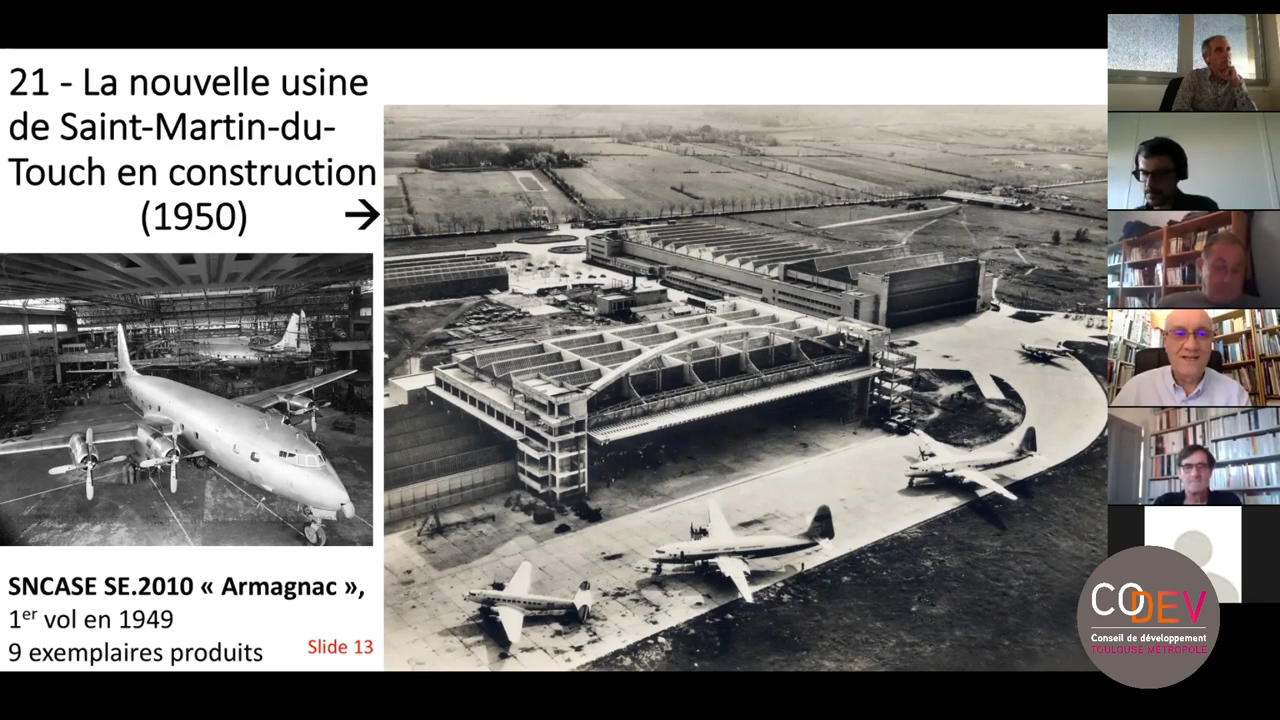 21 - La nouvelle usine
de Saint-Martin-du-
Touch en construction
(1950) →
SNCASE SE.2010 « Armagnac »,
1er vol en 1949
9 exemplaires produits
Slide 13
CODEV
Conseil de développement
TOULOUSE MÉTROPOLE